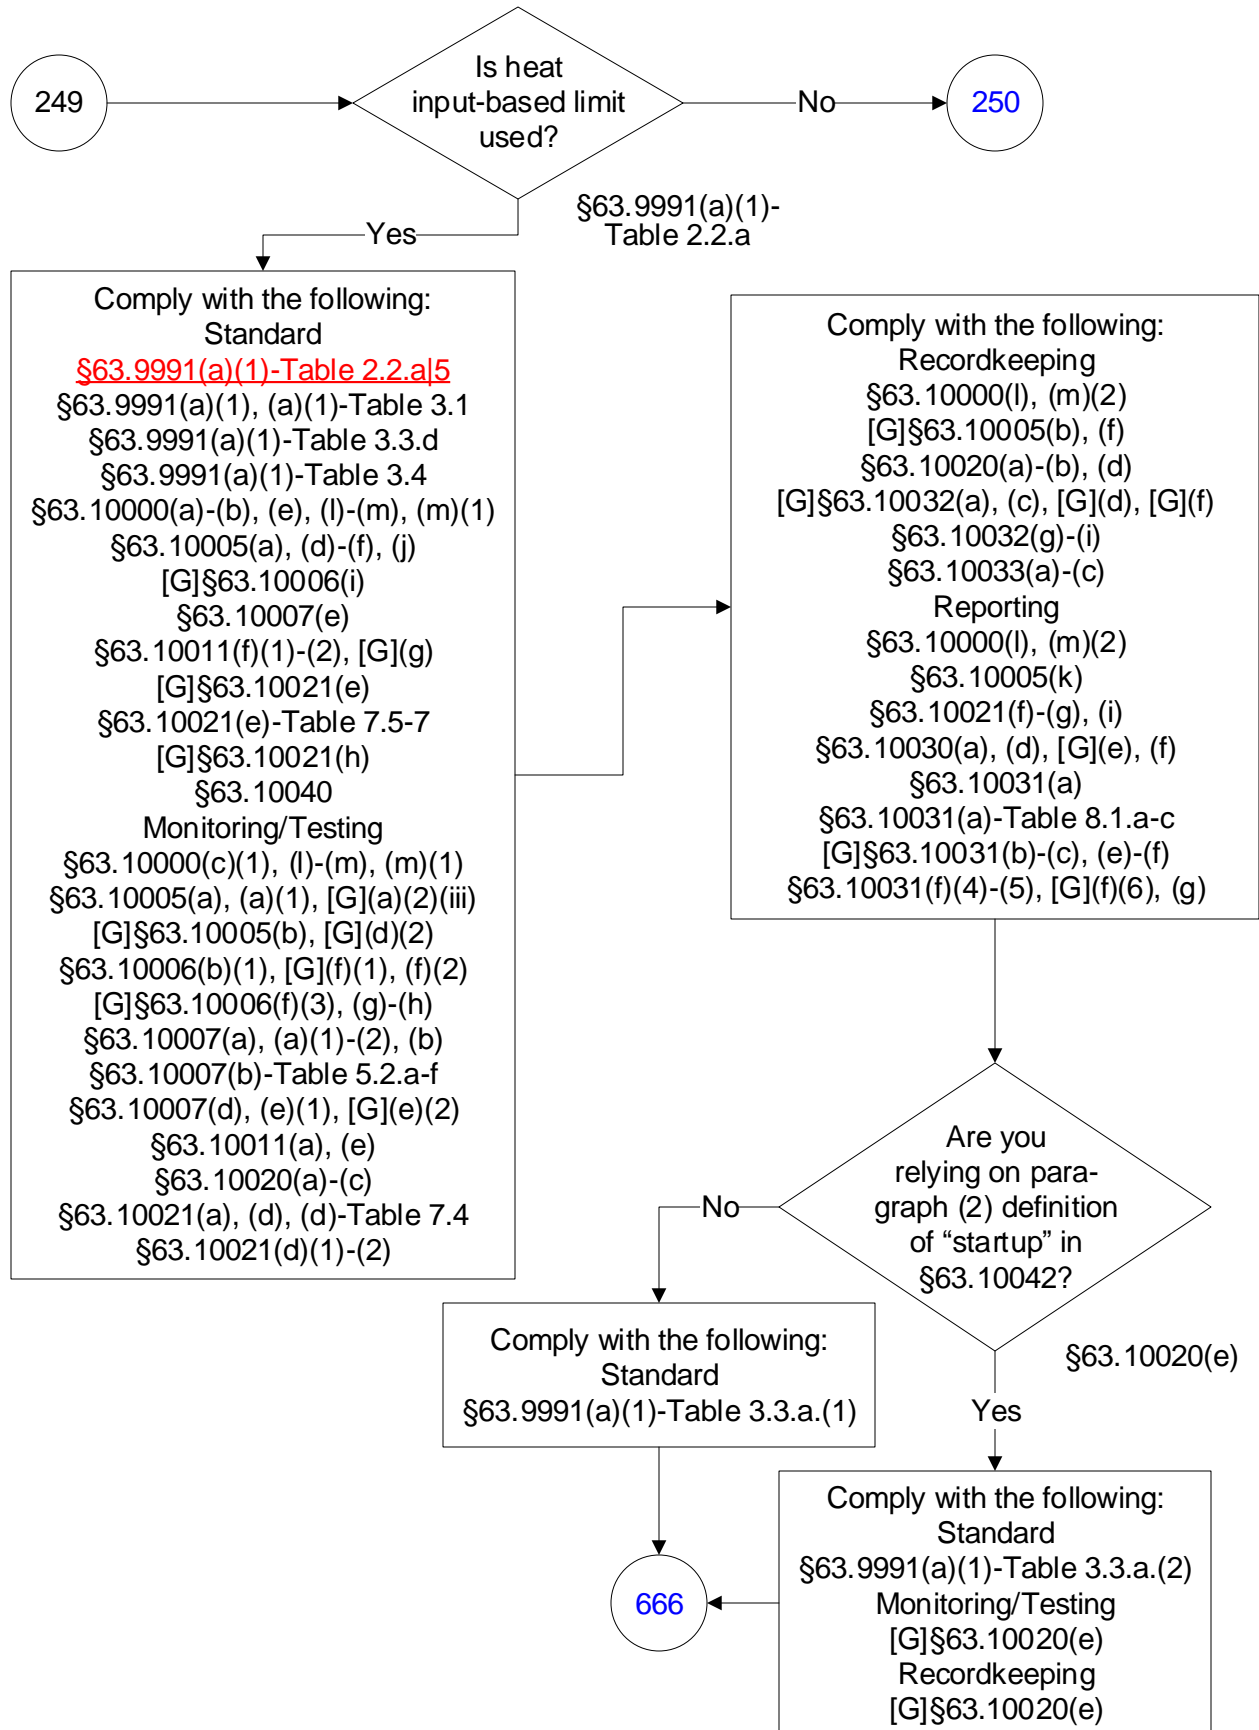 249
Is heat
input-based limit
used?
No
250
§63.9991(a)(1)-
Table 2.2.a
Yes
Comply with the following:
Standard
§63.9991(a)(1)-Table 2.2.a|5
§63.9991(a)(1), (a)(1)-Table 3.1
§63.9991(a)(1)-Table 3.3.d
§63.9991(a)(1)-Table 3.4
§63.10000(a)-(b), (e), (l)-(m), (m)(1)
§63.10005(a), (d)-(f), (j)
[G]§63.10006(i)
§63.10007(e)
§63.10011(f)(1)-(2), [G](g)
[G]§63.10021(e)
§63.10021(e)-Table 7.5-7
[G]§63.10021(h)
§63.10040
Monitoring/Testing
§63.10000(c)(1), (l)-(m), (m)(1)
§63.10005(a), (a)(1), [G](a)(2)(iii)
[G]§63.10005(b), [G](d)(2)
§63.10006(b)(1), [G](f)(1), (f)(2)
[G]§63.10006(f)(3), (g)-(h)
§63.10007(a), (a)(1)-(2), (b)
§63.10007(b)-Table 5.2.a-f
§63.10007(d), (e)(1), [G](e)(2)
§63.10011(a), (e)
§63.10020(a)-(c)
§63.10021(a), (d), (d)-Table 7.4
§63.10021(d)(1)-(2)
Comply with the following:
Recordkeeping
§63.10000(l), (m)(2)
[G]§63.10005(b), (f)
§63.10020(a)-(b), (d)
[G]§63.10032(a), (c), [G](d), [G](f)
§63.10032(g)-(i)
§63.10033(a)-(c)
Reporting
§63.10000(l), (m)(2)
§63.10005(k)
§63.10021(f)-(g), (i)
§63.10030(a), (d), [G](e), (f)
§63.10031(a)
§63.10031(a)-Table 8.1.a-c
[G]§63.10031(b)-(c), (e)-(f)
§63.10031(f)(4)-(5), [G](f)(6), (g)
Are you
relying on para-
graph (2) definition
of “startup” in
§63.10042?
No
§63.10020(e)
Yes
Comply with the following:
Standard
§63.9991(a)(1)-Table 3.3.a.(1)
Comply with the following:
Standard
§63.9991(a)(1)-Table 3.3.a.(2)
Monitoring/Testing
[G]§63.10020(e)
Recordkeeping
[G]§63.10020(e)
666